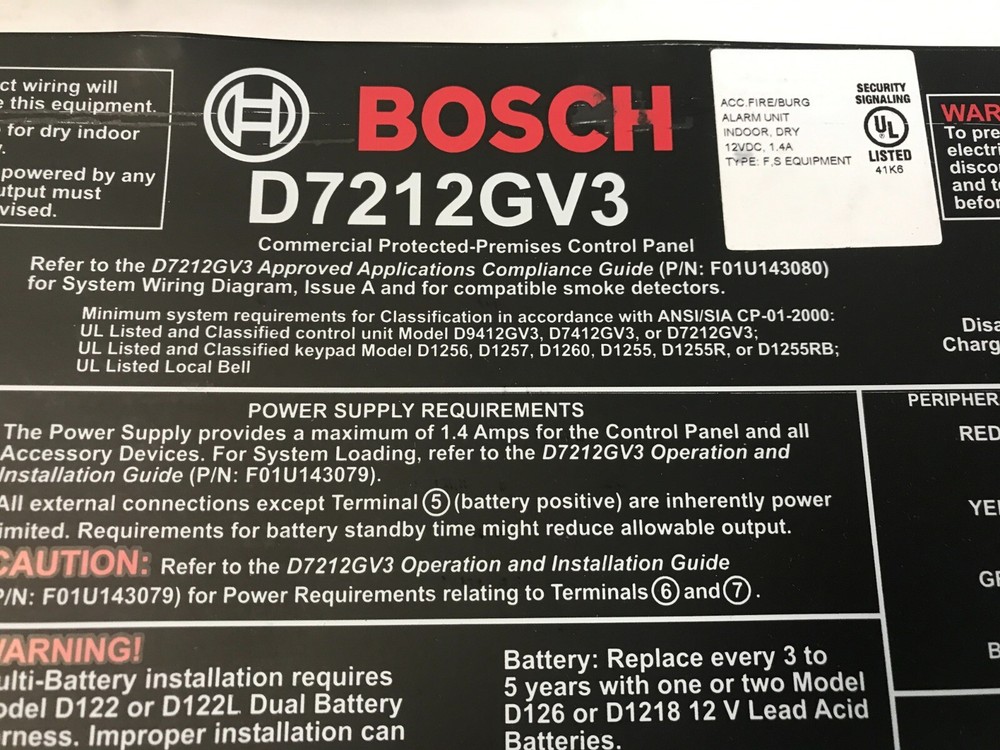 ct wiring will
e this equipment.
for dry indoor
powered by any
utput must
vised.
BOSCH
D7212GV3
Commercial Protected-Premises Control Panel
Refer to the D7212GV3 Approved Applications Compliance Guide (P/N: F01U143080)
for System Wiring Diagram, Issue A and for compatible smoke detectors.
Minimum system requirements for Classification in accordance with ANSI/SIA CP-01-2000:
UL Listed and Classified control unit Model D9412GV3, D7412GV3, or D7212GV3;
UL Listed and Classified keypad Model D1256, D1257, D1260, D1255, D1255R, or D1255RB;
UL Listed Local Bell
ACC.FIRE/BURG
ALARM UNIT
INDOOR, DRY
12VDC, 1.4A
TYPE: F,S EQUIPMENT
SECURITY
SIGNALING
UL
LISTED
41K6
WAR
To pre
electri
disco
and t
befor
Disa
Charg
POWER SUPPLY REQUIREMENTS
The Power Supply provides a maximum of 1.4 Amps for the Control Panel and all
Accessory Devices. For System Loading, refer to the D7212GV3 Operation and
Installation Guide (P/N: F01U143079).
All external connections except Terminal 5 (battery positive) are inherently power
imited. Requirements for battery standby time might reduce allowable output.
CAUTION: Refer to the D7212GV3 Operation and Installation Guide
P/N: F01U143079) for Power Requirements relating to Terminals 6 and 7.
PERIPHER
RED
YE
GR
B
WARNING!
ulti-Battery installation requires
odel D122 or D122L Dual Battery
rness. Improper installation can
Battery: Replace every 3 to
5 years with one or two Model
D126 or D1218 12 V Lead Acid
Batteries.